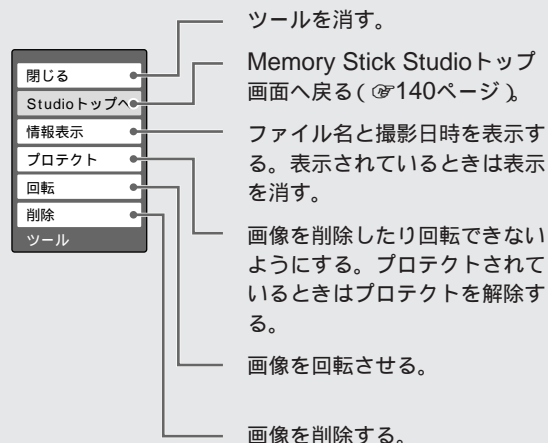 閉じる
Studioトップへ
情報表示
プロテクト
回転
削除
ツール
ツールを消す。
Memory Stick Studioトップ
画面へ戻る(☞140ページ)。
ファイル名と撮影日時を表示す
る。表示されているときは表示
を消す。
画像を削除したり回転できない
ようにする。プロテクトされて
いるときはプロテクトを解除す
る。
画像を回転させる。
画像を削除する。